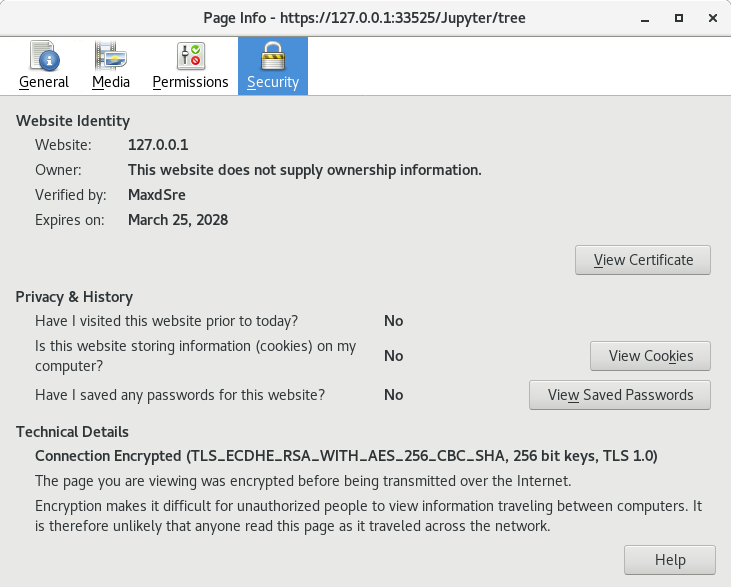 Page Info - https://127.0.0.1:33525/Jupyter/tree
General Media Permissions Security
Website Identity
Website: 127.0.0.1
Owner: This website does not supply ownership information.
Verified by: MaxdSre
Expires on: March 25, 2028
View Certificate
Privacy & History
Have I visited this website prior to today? No
Is this website storing information (cookies) on my
computer?
No
View Cookies
Have I saved any passwords for this website? No
View Saved Passwords
Technical Details
Connection Encrypted (TLS_ECDHE_RSA_WITH_AES_256_CBC_SHA, 256 bit keys, TLS 1.0)
The page you are viewing was encrypted before being transmitted over the Internet.
Encryption makes it difficult for unauthorized people to view information traveling between computers. It
is therefore unlikely that anyone read this page as it traveled across the network.
Help